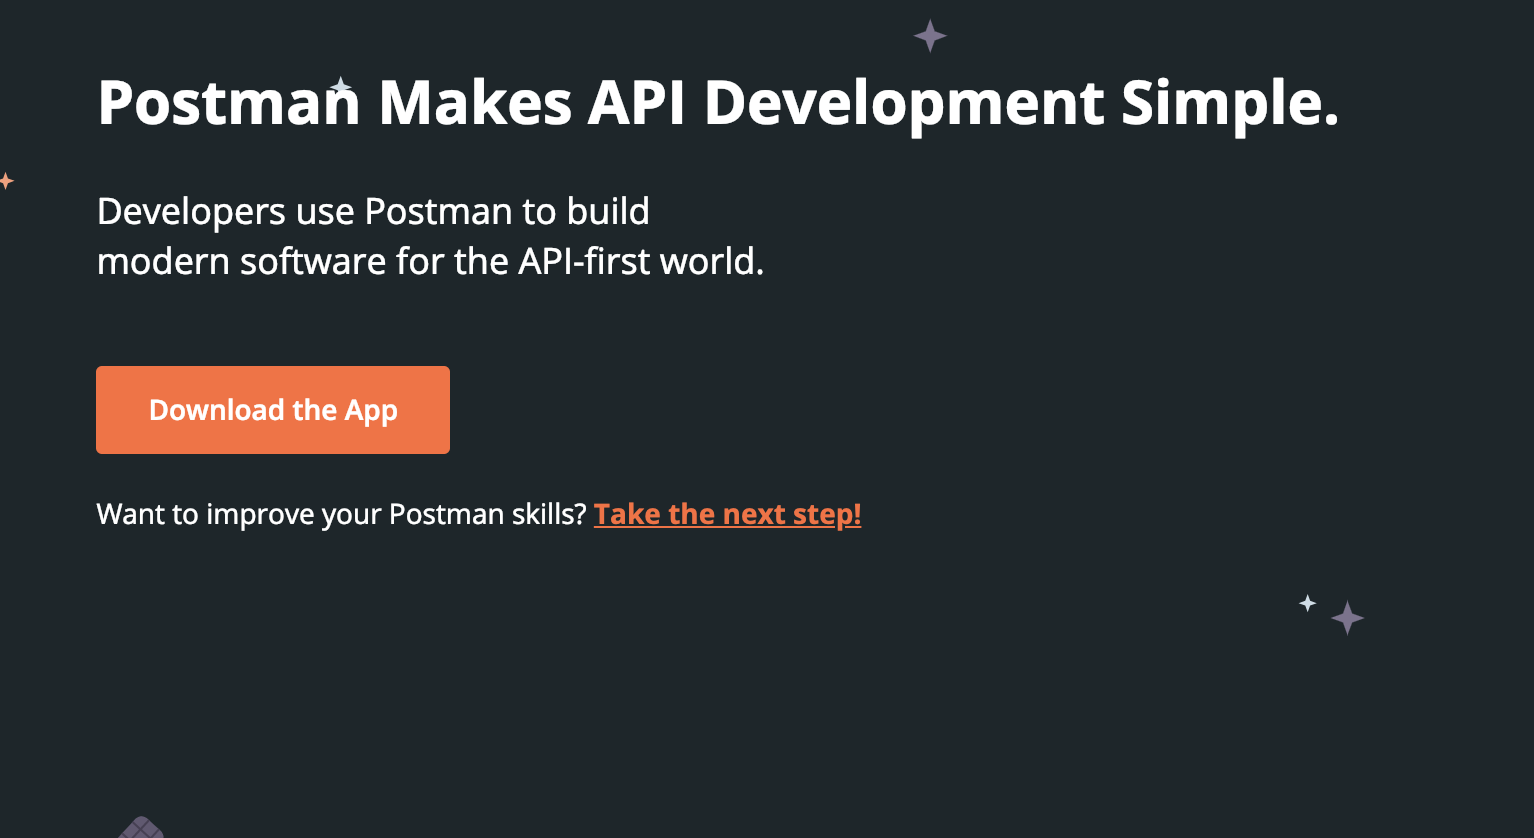 Postman Makes API Development Simple.
Developers use Postman to build
modern software for the API-first world.
Download the App
Want to improve your Postman skills? Take the next step!